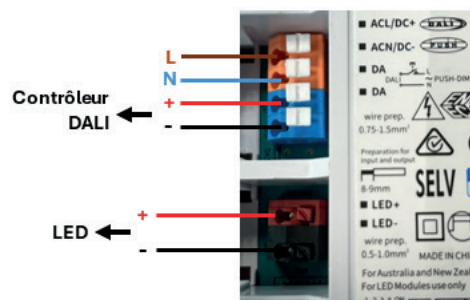 L
N
+
-
Contrôleur
DALI
+
-
LED
ACL/DC+ DALI
ACN/DC- PUSH
DA
DALI L N PUSH-DIM
DA
wire prep.
0.75-1.5mm²
Preparation for
input and output
8-9mm
SELV
LED+
LED-
wire prep.
0.5-1.0mm²
MADE IN CHI
For Australia and New Zeal
For LED Modules use only